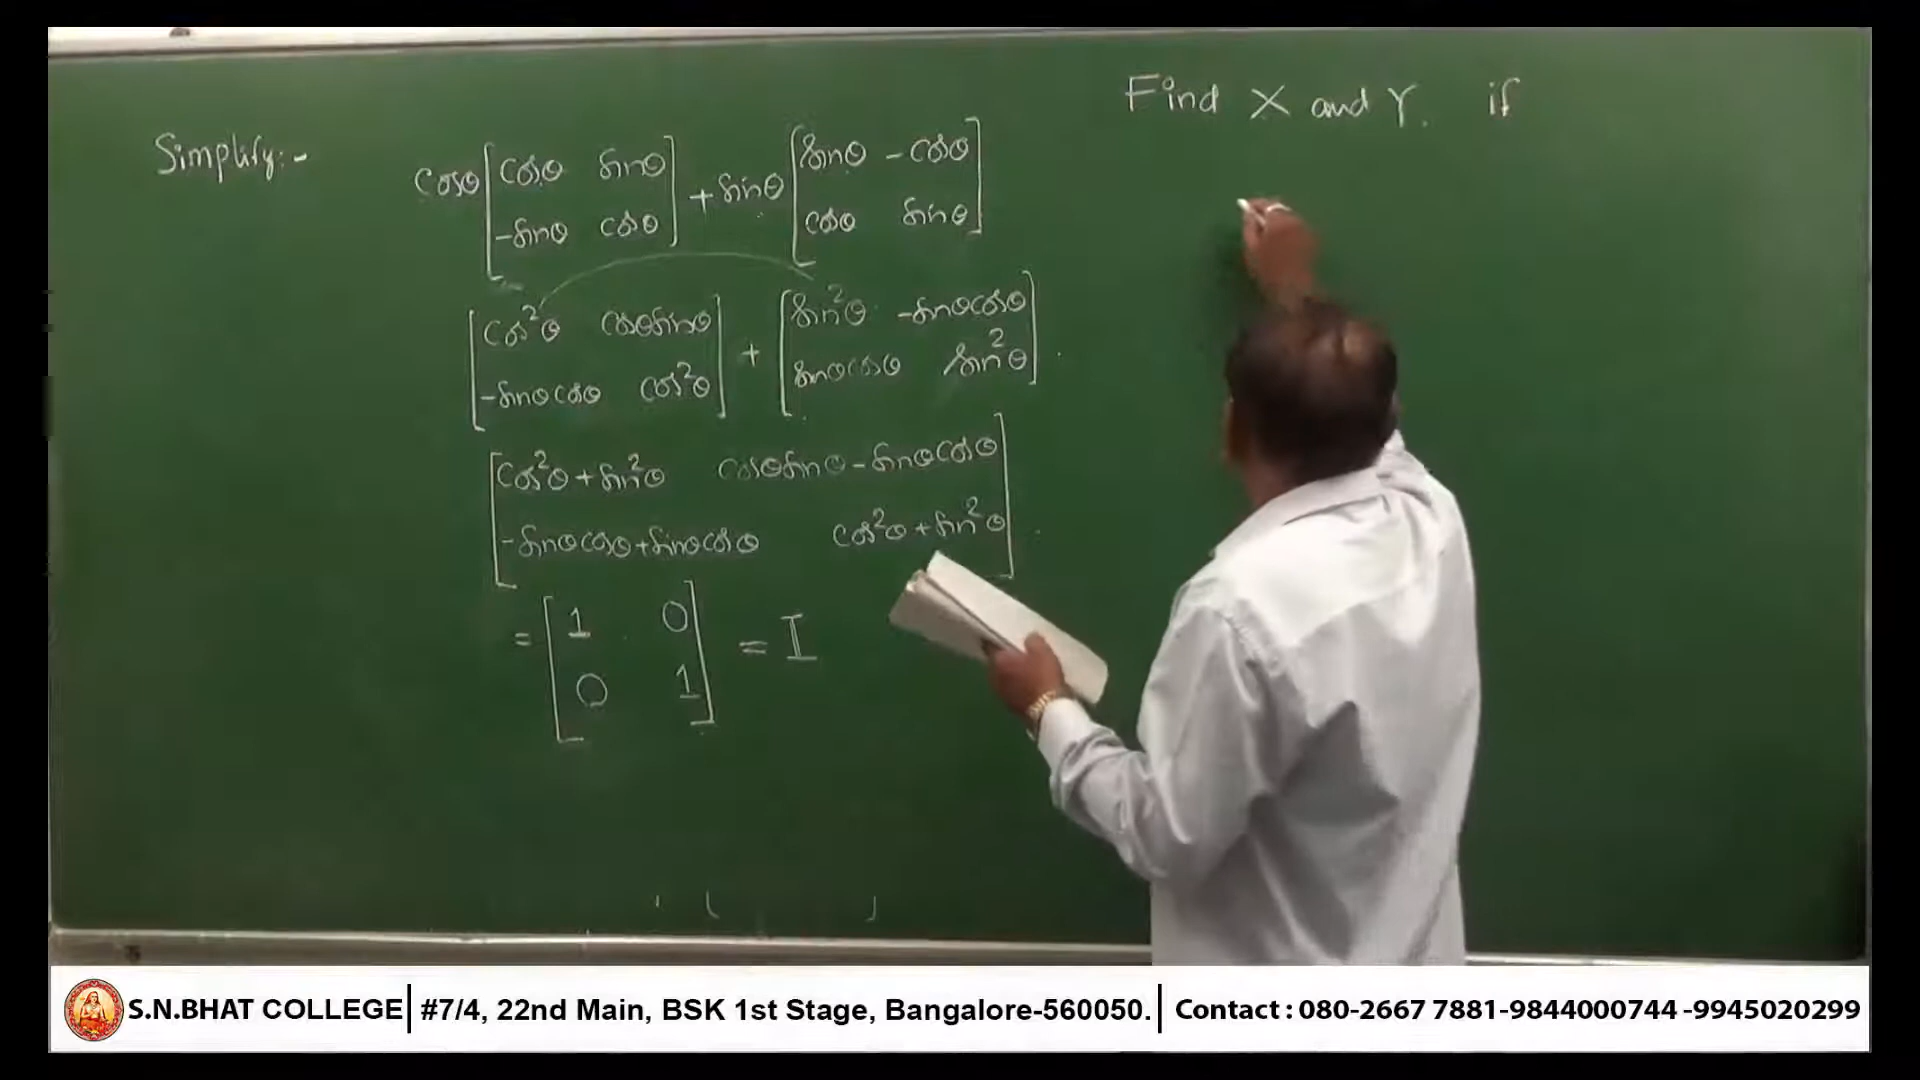 Simplify:-
cosθ [cosθ sinθ] + sinθ [sinθ -cosθ]
[-sinθ cosθ] [cosθ sinθ]
[cos²θ cosθsinθ] + [sin²θ -sinθcosθ]
[-sinθcosθ cos²θ] [sinθcosθ sin²θ]
[cos²θ+sin²θ cosθsinθ-sinθcosθ]
[-sinθcosθ+sinθcosθ cos²θ+sin²θ]
= [1 0] = I
[0 1]
Find X and Y. if
S.N.BHAT COLLEGE | #7/4, 22nd Main, BSK 1st Stage, Bangalore-560050. | Contact : 080-2667 7881-9844000744 -9945020299